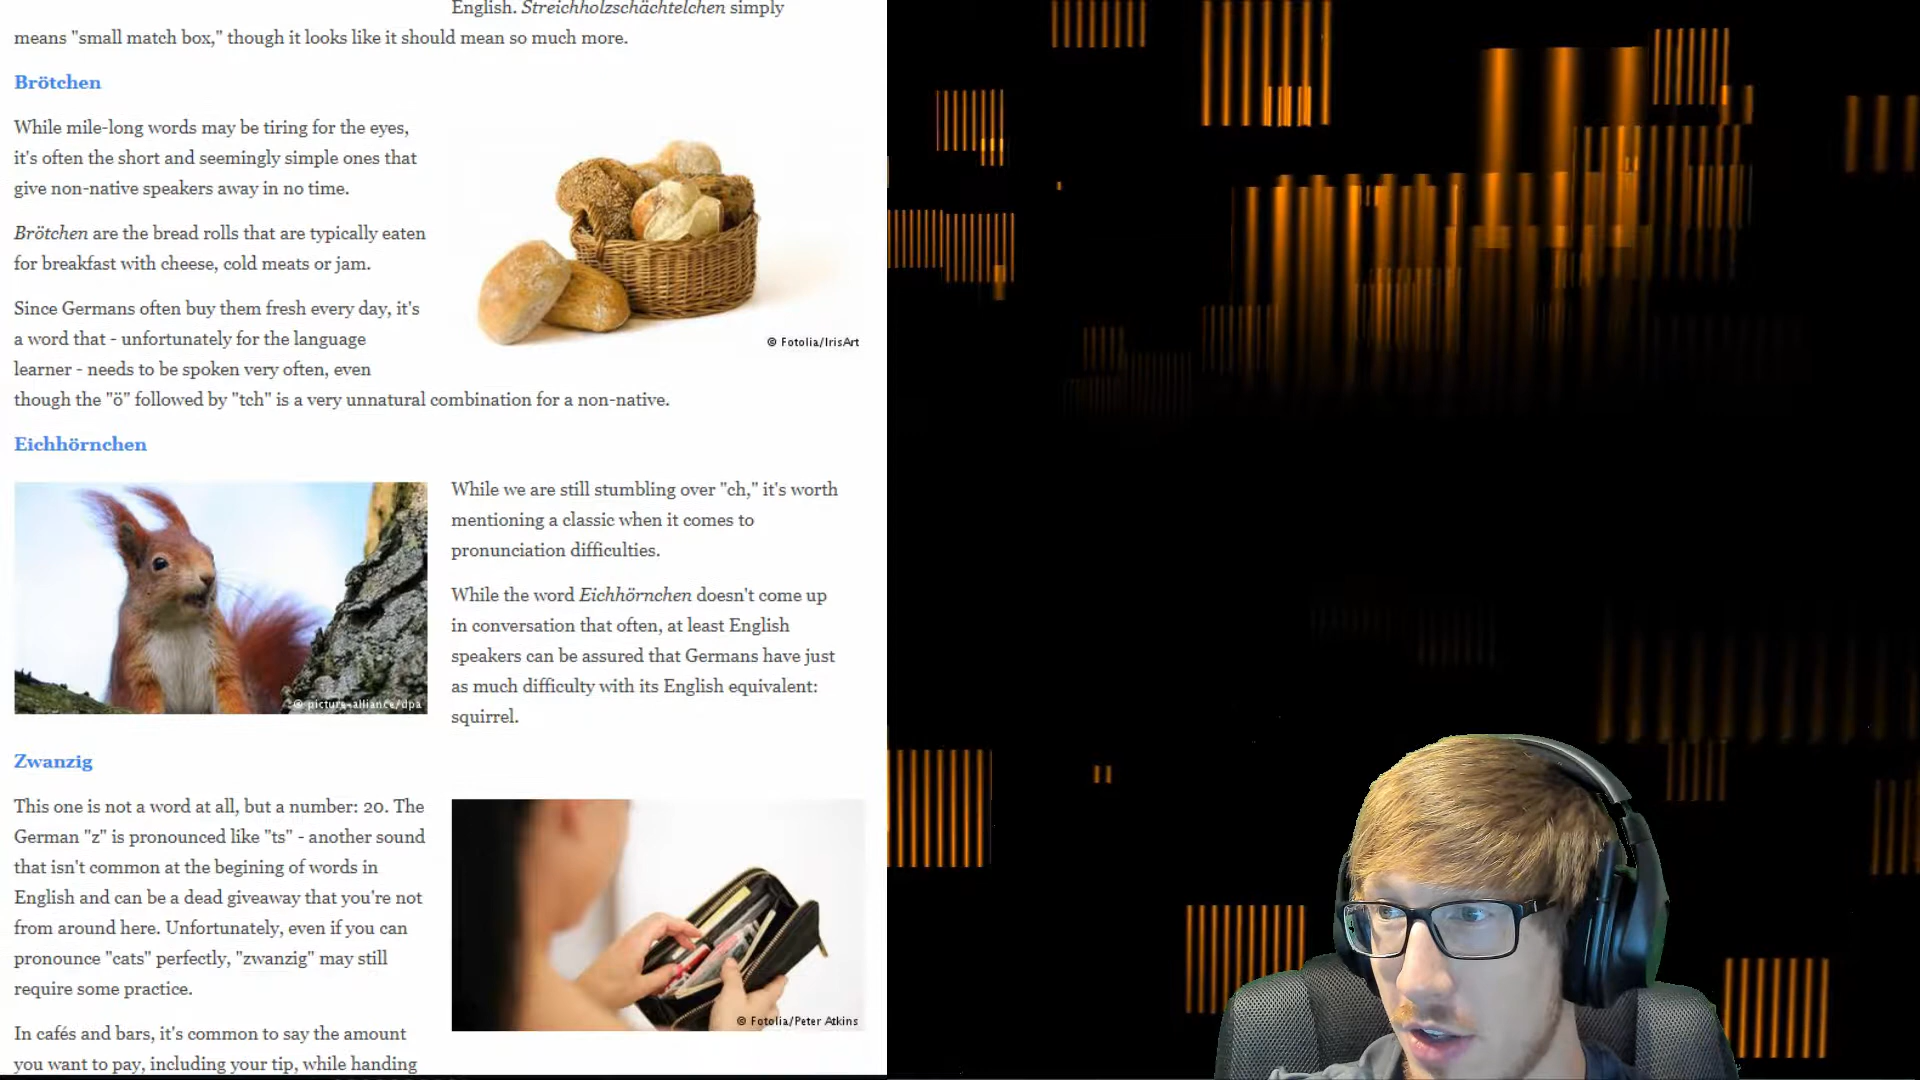 English. Streichholzschächtelchen simply
means "small match box," though it looks like it should mean so much more.
Brötchen
While mile-long words may be tiring for the eyes,
it's often the short and seemingly simple ones that
give non-native speakers away in no time.
Brötchen are the bread rolls that are typically eaten
for breakfast with cheese, cold meats or jam.
Since Germans often buy them fresh every day, it's
a word that - unfortunately for the language
learner - needs to be spoken very often, even
though the "ö" followed by "tch" is a very unnatural combination for a non-native.
© Fotolia/IrisArt
Eichhörnchen
© picture-alliance/dpa
While we are still stumbling over "ch," it's worth
mentioning a classic when it comes to
pronunciation difficulties.
While the word Eichhörnchen doesn't come up
in conversation that often, at least English
speakers can be assured that Germans have just
as much difficulty with its English equivalent:
squirrel.
Zwanzig
This one is not a word at all, but a number: 20. The
German "z" is pronounced like "ts" - another sound
that isn't common at the begining of words in
English and can be a dead giveaway that you're not
from around here. Unfortunately, even if you can
pronounce "cats" perfectly, "zwanzig" may still
require some practice.
In cafés and bars, it's common to say the amount
you want to pay, including your tip, while handing
© Fotolia/Peter Atkins